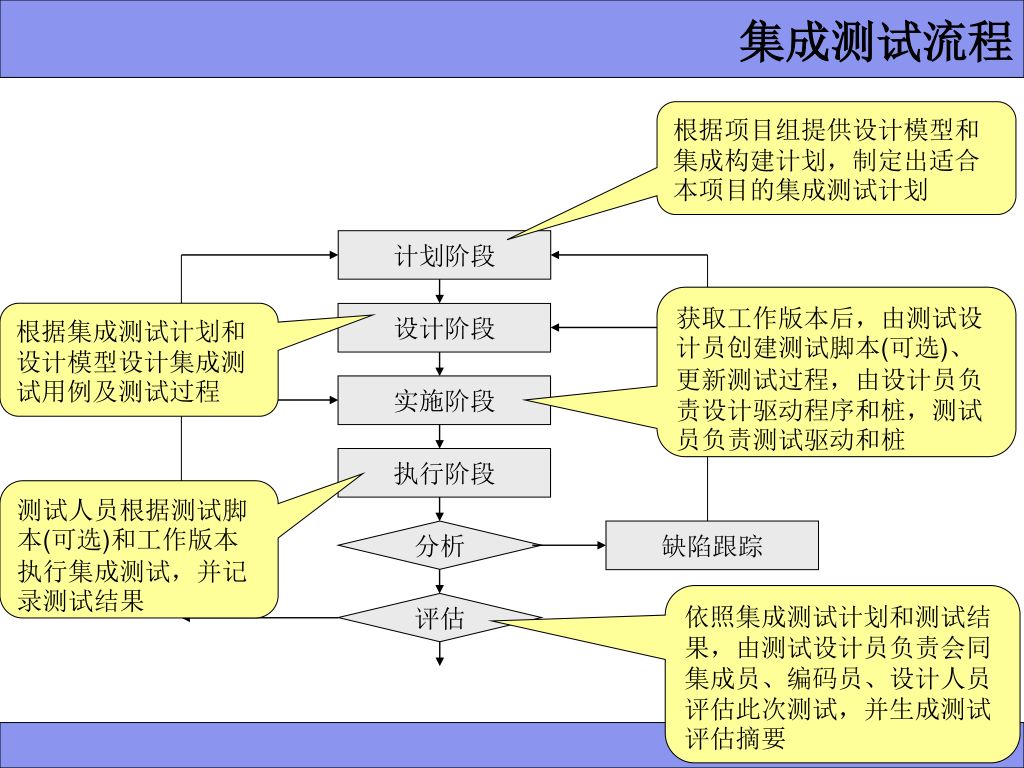 集成测试流程
根据项目组提供设计模型和
集成构建计划，制定出适合
本项目的集成测试计划
计划阶段
根据集成测试计划和
设计模型设计集成测
试用例及测试过程
设计阶段
获取工作版本后，由测试设
计员创建测试脚本(可选)、
更新测试过程，由设计员负
责设计驱动程序和桩，测试
员负责测试驱动和桩
实施阶段
执行阶段
测试人员根据测试脚
本(可选)和工作版本
执行集成测试，并记
录测试结果
分析
缺陷跟踪
评估
依照集成测试计划和测试结
果，由测试设计员负责会同
集成员、编码员、设计人员
评估此次测试，并生成测试
评估摘要